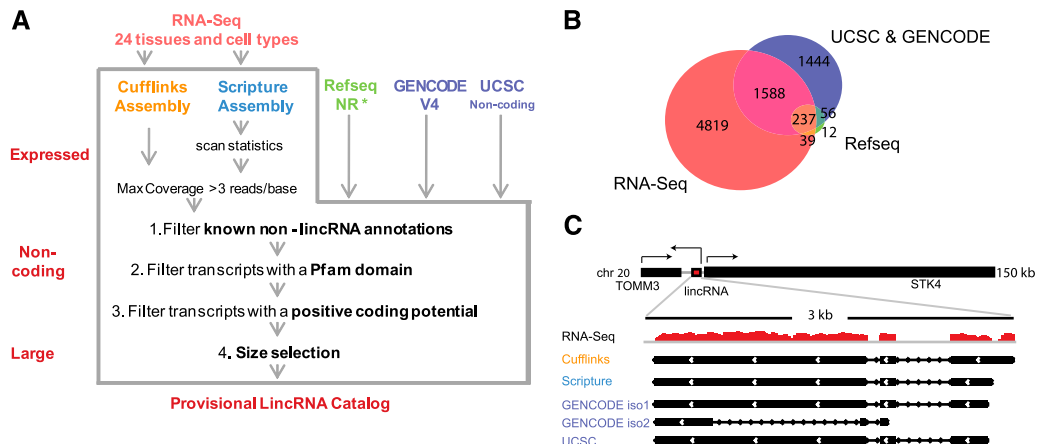 A
RNA-Seq
24 tissues and cell types
Cufflinks
Assembly
Scripture
Assembly
Refseq
NR *
GENCODE
V4
UCSC
Non-coding
Expressed
scan statistics
Max Coverage >3 reads/base
Non-
coding
1.Filter known non-lincRNA annotations
2. Filter transcripts with a Pfam domain
3. Filter transcripts with a positive coding potential
Large
4. Size selection
Provisional LincRNA Catalog
B
UCSC & GENCODE
1444
1588
4819
237
56
12
39
Refseq
RNA-Seq
C
chr 20
TOMM3
lincRNA
STK4
150 kb
3 kb
RNA-Seq
Cufflinks
Scripture
GENCODE iso1
GENCODE iso2
UCSC